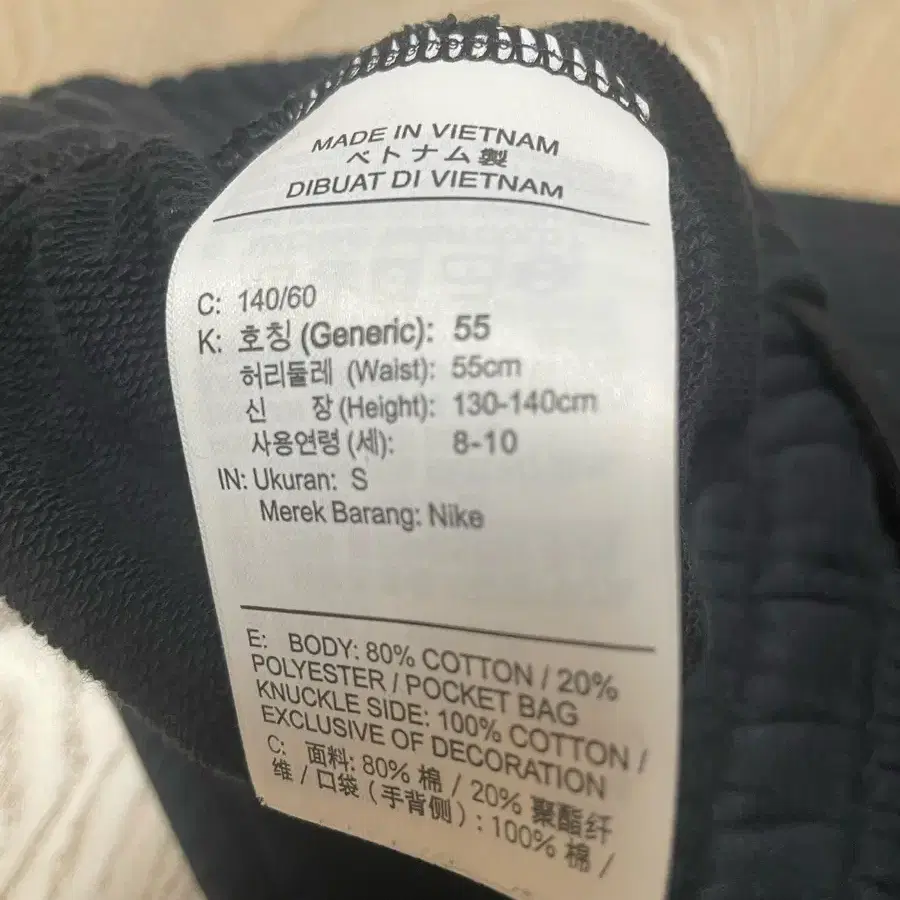 MADE IN VIETNAM
ベトナム製
DIBUAT DI VIETNAM
C: 140/60
K: 호칭 (Generic): 55
허리둘레 (Waist): 55cm
신 장 (Height): 130-140cm
사용연령 (세): 8-10
IN: Ukuran: S
Merek Barang: Nike
E: BODY: 80% COTTON / 20%
POLYESTER / POCKET BAG
KNUCKLE SIDE: 100% COTTON /
EXCLUSIVE OF DECORATION
C: 面料: 80% 棉 / 20% 聚酯纤
维 / 口袋 (手背侧) : 100% 棉 /